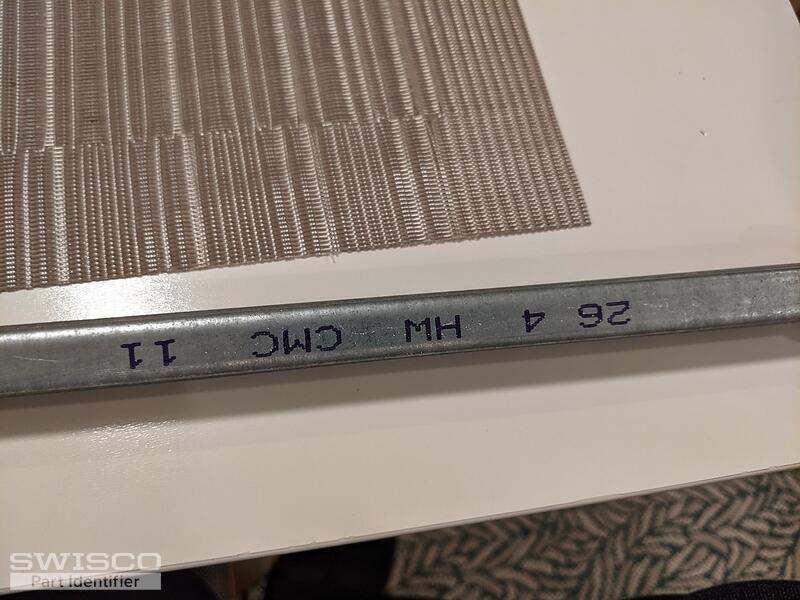 26 4 HW CMC 11
SWISCO
Part Identifier